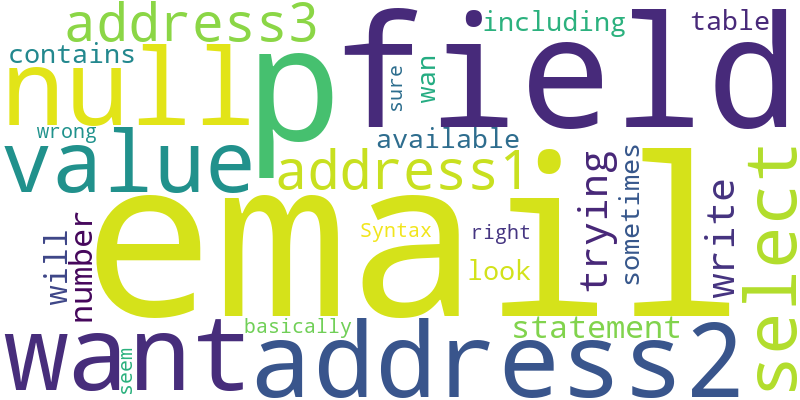 address3
including
table
contains
null
p
field
sure
wan
wrong
value
available
address1
select
email
trying
sometimes
write
will
number
Syntax
right
look
want
basically
address2
statement
seem